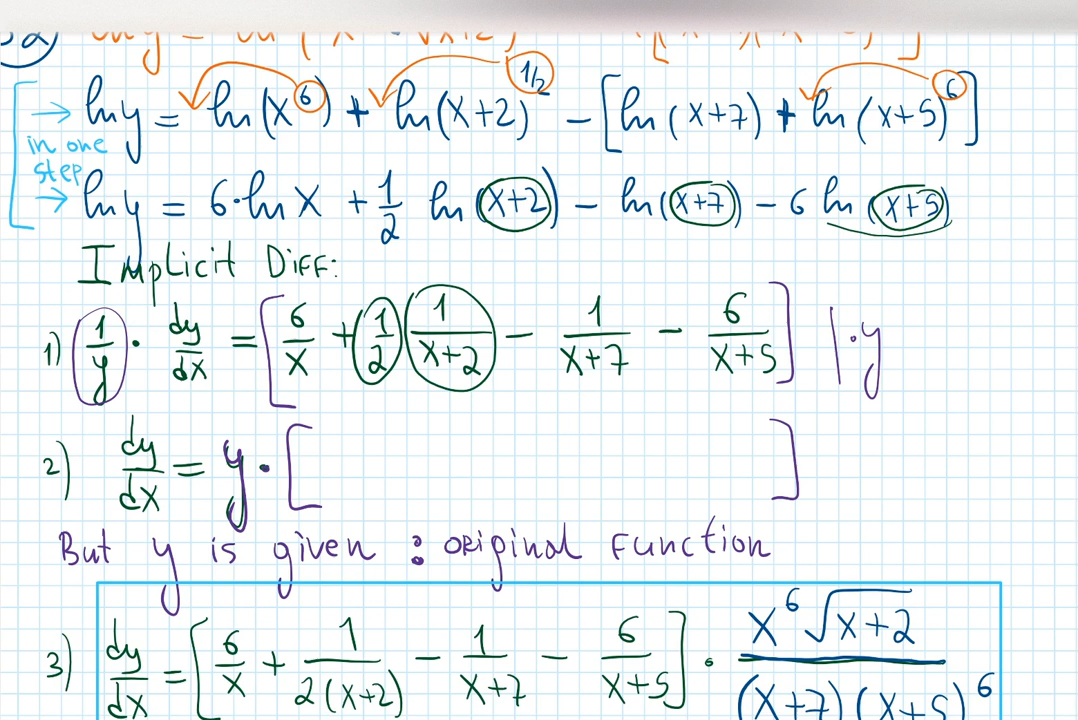 ln y = ln(x⁶) + ln(x+2)^1/2 − [ln(x+7) + ln(x+5)⁶]
in one
step
ln y = 6·ln x + 1/2 ln(x+2) − ln(x+7) − 6 ln(x+5)
Implicit Diff:
1) 1/y · dy/dx = [6/x + 1/2 1/(x+2) − 1/(x+7) − 6/(x+5)] |·y
2) dy/dx = y·[ ]
But y is given : original function
3) dy/dx = [6/x + 1/(2(x+2)) − 1/(x+7) − 6/(x+5)] · x⁶√(x+2) / (x+7)(x+5)⁶